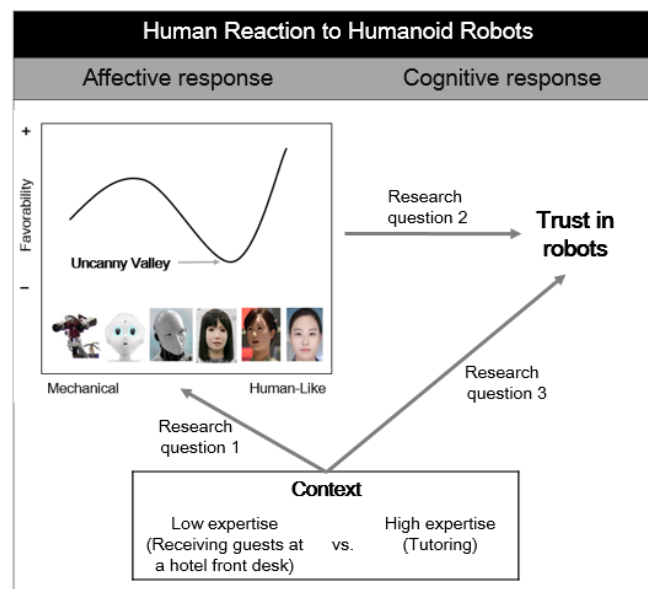 Human Reaction to Humanoid Robots
Affective response
Cognitive response
+
Favorability
–
Uncanny Valley
Mechanical
Human-Like
Research
question 2
Trust in
robots
Research
question 3
Research
question 1
Context
Low expertise
(Receiving guests at
a hotel front desk)
vs.
High expertise
(Tutoring)